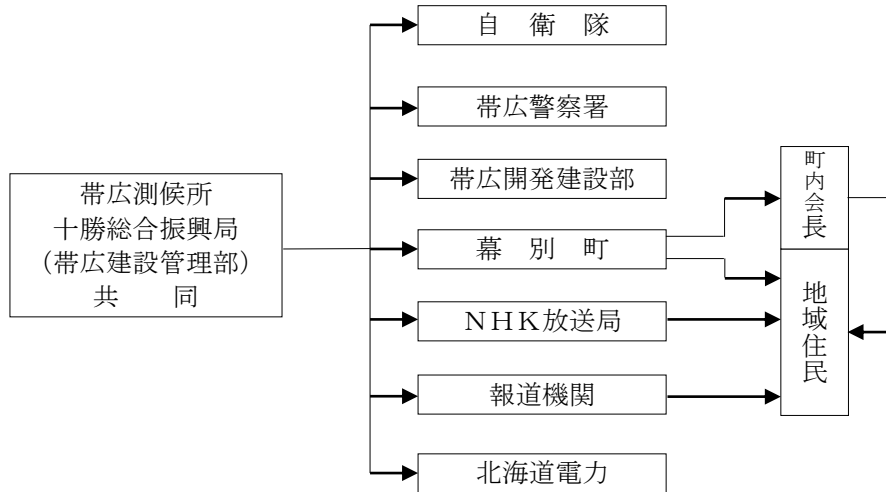 帯広測候所
十勝総合振興局
（帯広建設管理部）
共　　同
自　衛　隊
帯広警察署
帯広開発建設部
幕　別　町
ＮＨＫ放送局
報道機関
北海道電力
町内会長
地域住民